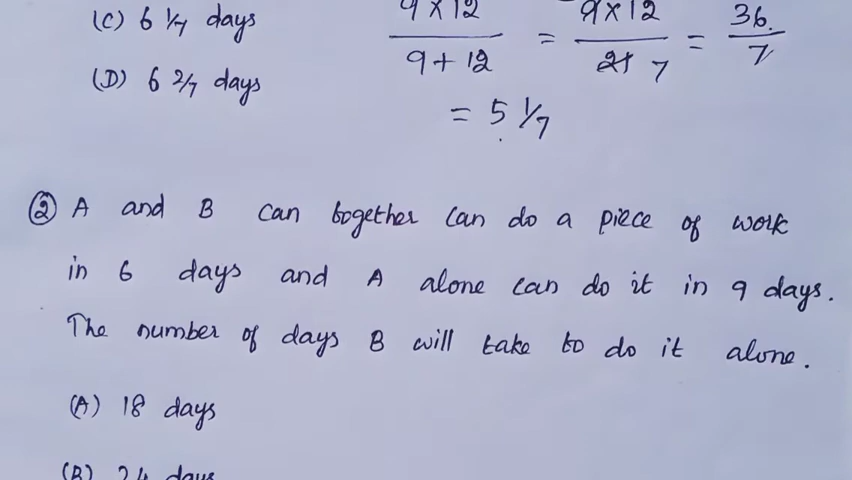 (C) 6 1/7 days
(D) 6 2/7 days
9 × 12 / 9 + 12 = 9 × 12 / 21 7 = 36 / 7
= 5 1/7
② A and B can together can do a piece of work
in 6 days and A alone can do it in 9 days.
The number of days B will take to do it alone.
(A) 18 days
(B) 24 days